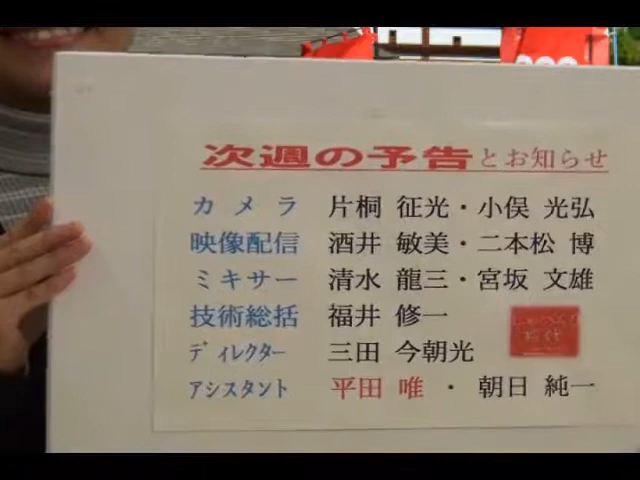 次週の予告とお知らせ
カメラ 片桐 征光・小俣 光弘
映像配信 酒井 敏美・二本松 博
ミキサー 清水 龍三・宮坂 文雄
技術総括 福井 修一
ディレクター 三田 今朝光
アシスタント 平田 唯・朝日 純一